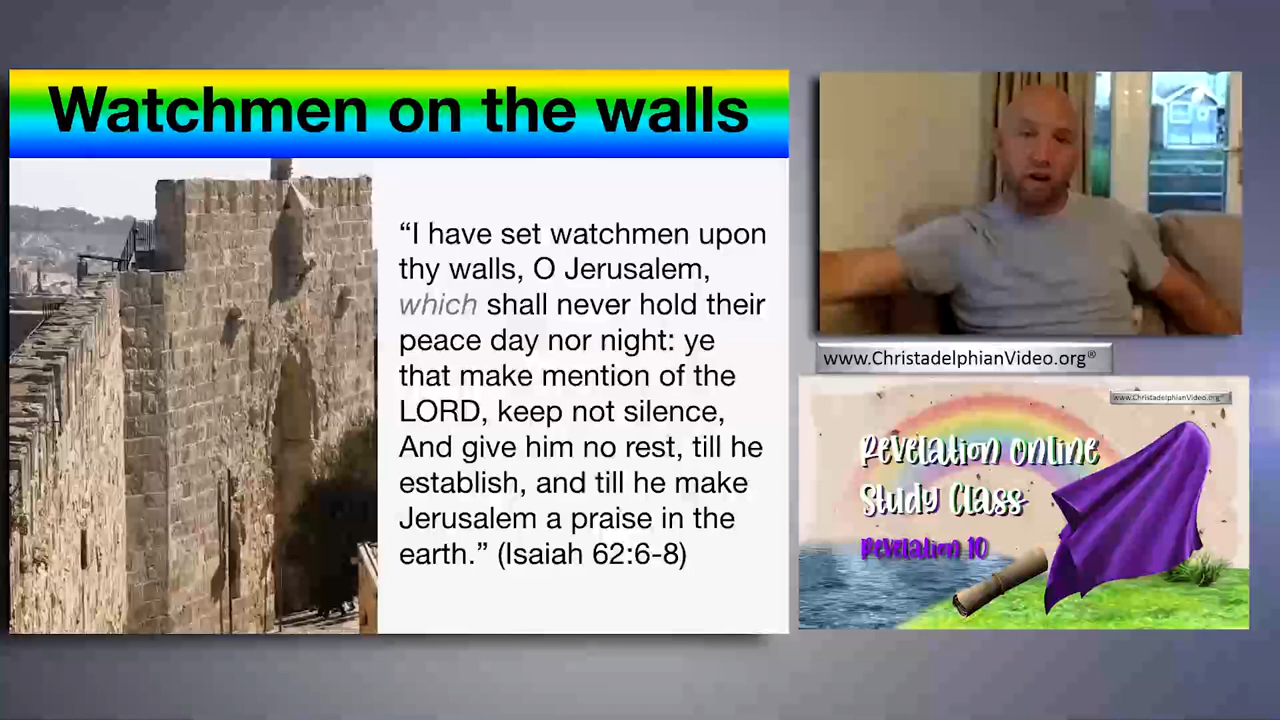 Watchmen on the walls
“I have set watchmen upon
thy walls, O Jerusalem,
which shall never hold their
peace day nor night: ye
that make mention of the
LORD, keep not silence,
And give him no rest, till he
establish, and till he make
Jerusalem a praise in the
earth.” (Isaiah 62:6-8)
www.ChristadelphianVideo.org®
www.ChristadelphianVideo.org®
Revelation Online
Study Class
Revelation 10